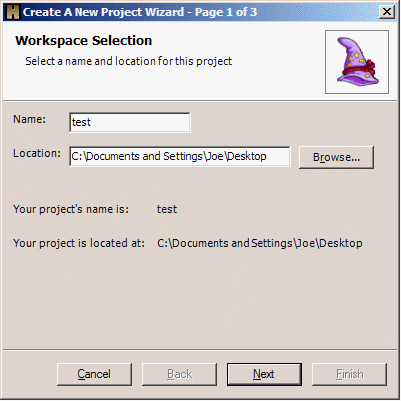 Create A New Project Wizard - Page 1 of 3
Workspace Selection
Select a name and location for this project
Name: test
Location: C:\Documents and Settings\Joe\Desktop Browse...
Your project's name is: test
Your project is located at: C:\Documents and Settings\Joe\Desktop
Cancel Back Next Finish